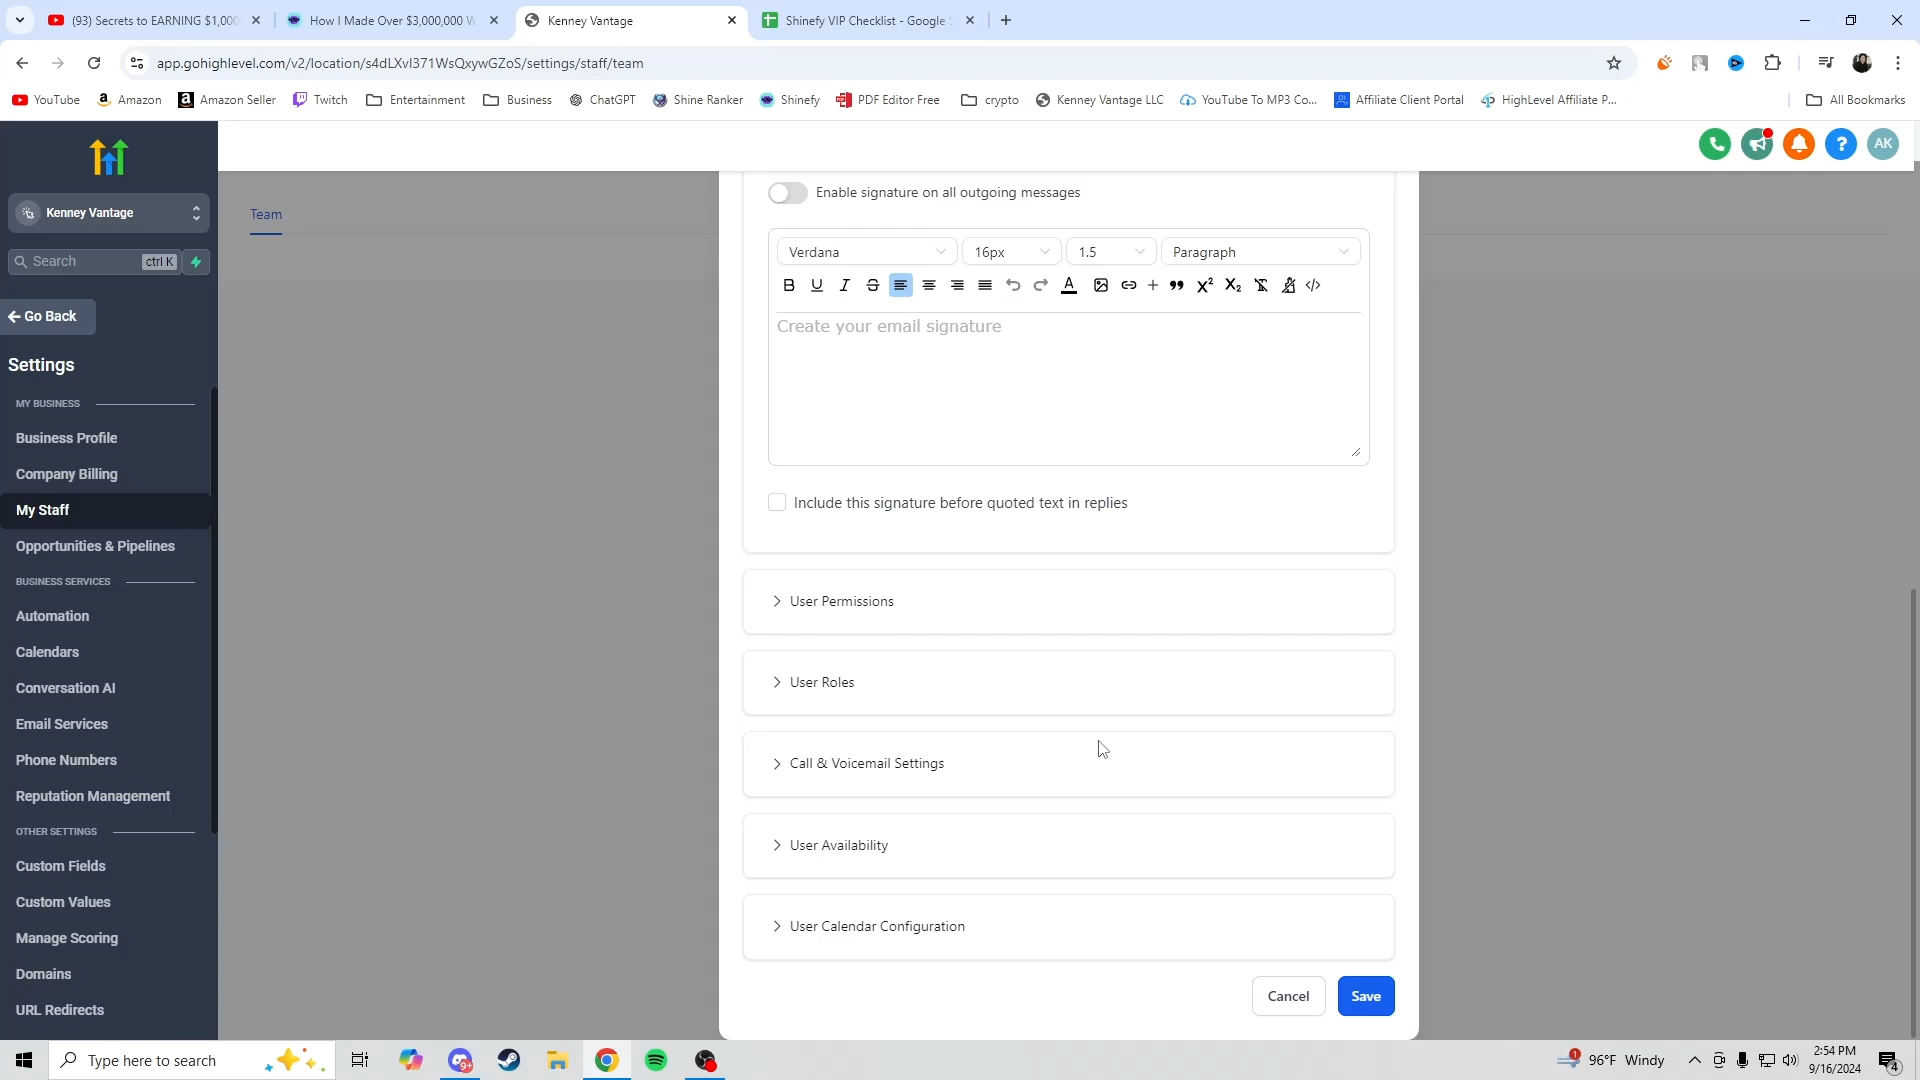 (93) Secrets to EARNING $1,000
How I Made Over $3,000,000 W
Kenney Vantage
Shinefy VIP Checklist - Google S
app.gohighlevel.com/v2/location/s4dLXvI371WsQxywGZoS/settings/staff/team
YouTube
Amazon
Amazon Seller
Twitch
Entertainment
Business
ChatGPT
Shine Ranker
Shinefy
PDF Editor Free
crypto
Kenney Vantage LLC
YouTube To MP3 Co...
Affiliate Client Portal
HighLevel Affiliate P...
All Bookmarks
AK
Kenney Vantage
Search
ctrl K
Go Back
Settings
MY BUSINESS
Business Profile
Company Billing
My Staff
Opportunities & Pipelines
BUSINESS SERVICES
Automation
Calendars
Conversation AI
Email Services
Phone Numbers
Reputation Management
OTHER SETTINGS
Custom Fields
Custom Values
Manage Scoring
Domains
URL Redirects
Team
Enable signature on all outgoing messages
Verdana
16px
1.5
Paragraph
Create your email signature
Include this signature before quoted text in replies
User Permissions
User Roles
Call & Voicemail Settings
User Availability
User Calendar Configuration
Cancel
Save
Type here to search
9+
1
96°F Windy
2:54 PM
9/16/2024
4